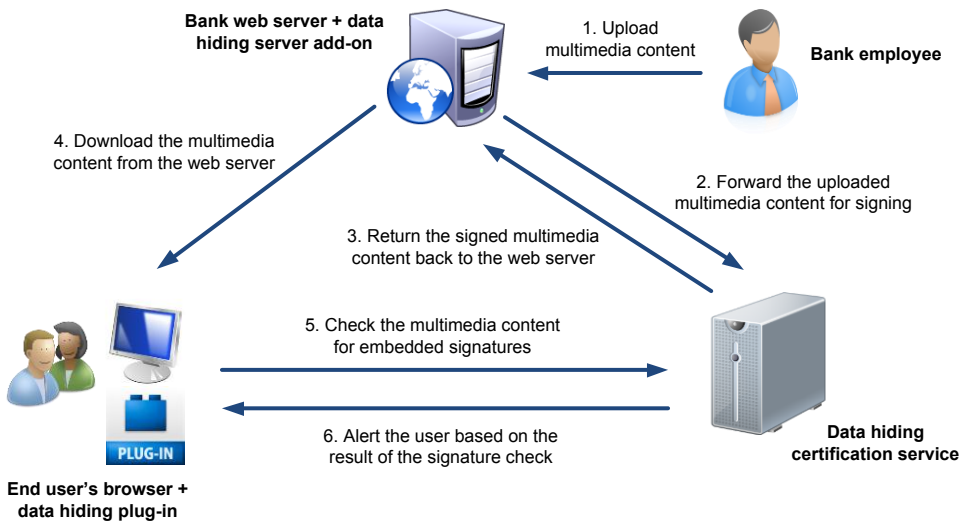 Bank web server + data
hiding server add-on
1. Upload
multimedia content
Bank employee
4. Download the multimedia
content from the web server
2. Forward the uploaded
multimedia content for signing
3. Return the signed multimedia
content back to the web server
5. Check the multimedia content
for embedded signatures
PLUG-IN
6. Alert the user based on the
result of the signature check
Data hiding
certification service
End user's browser +
data hiding plug-in